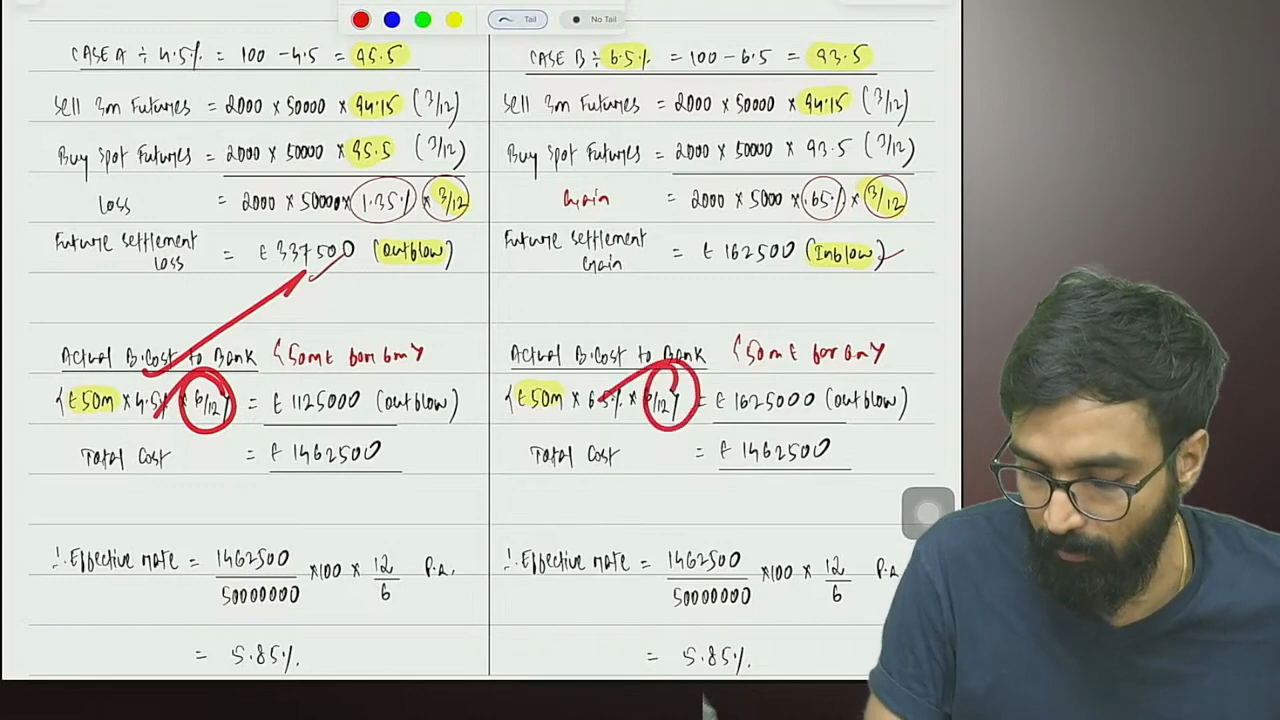 Tail
No Tail
CASE A ÷ 4.5% = 100 - 4.5 = 95.5
Sell 3m Futures = 2000 × 50000 × 94.15 (3/12)
Buy Spot Futures = 2000 × 50000 × 95.5 (3/12)
Loss = 2000 × 50000 × 1.35% × 3/12
Future Settlement Loss = £ 337500 (Outflow)
Actual B.Cost to Bank {50m£ for 6m}
{£50m × 4.5% × 6/12} = £ 1125000 (outflow)
Total Cost = £ 1462500
∴ Effective rate = 1462500/50000000 × 100 × 12/6 P.A.
= 5.85%.
CASE B ÷ 6.5% = 100 - 6.5 = 93.5
Sell 3m Futures = 2000 × 50000 × 94.15 (3/12)
Buy Spot Futures = 2000 × 50000 × 93.5 (3/12)
Gain = 2000 × 5000 × .65% × 3/12
Future Settlement Gain = £ 162500 (Inflow)
Actual B.Cost to Bank {50m£ for 6m}
{£50m × 6.5% × 6/12} = £ 1625000 (outflow)
Total Cost = £ 1462500
∴ Effective rate = 1462500/50000000 × 100 × 12/6 P.A.
= 5.85%.